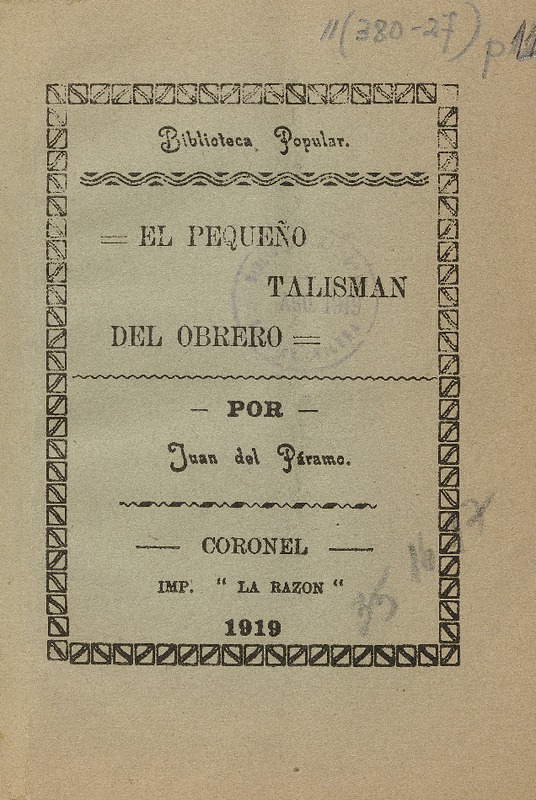 11(380-27)
Biblioteca Popular.
= EL PEQUEÑO
TALISMAN
DEL OBRERO =
— POR —
Juan del Páramo.
— CORONEL —
IMP. “ LA RAZON “
1919